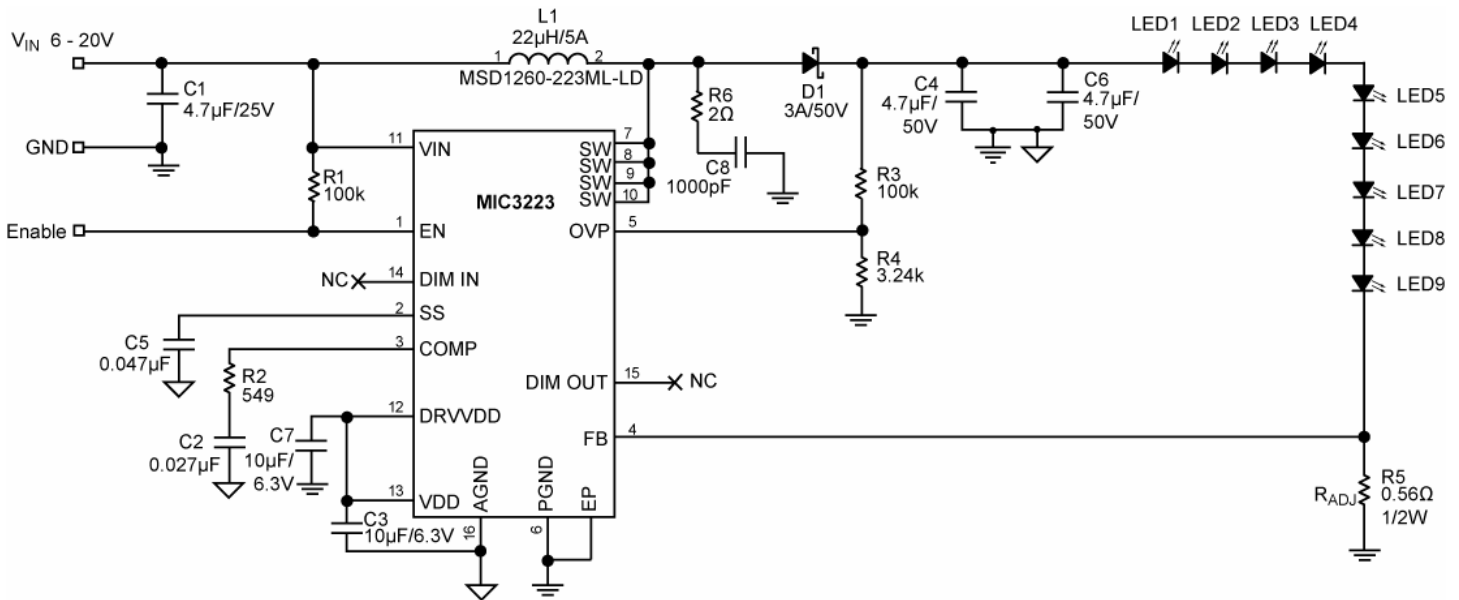 V_IN 6 - 20V
C1
4.7µF/25V
GND
Enable
R1
100k
L1
22µH/5A
1
2
MSD1260-223ML-LD
R6
2Ω
C8
1000pF
D1
3A/50V
R3
100k
R4
3.24k
C4
4.7µF/
50V
C6
4.7µF/
50V
LED1
LED2
LED3
LED4
LED5
LED6
LED7
LED8
LED9
MIC3223
11
VIN
1
EN
NC
14
DIM IN
2
SS
3
COMP
12
DRVVDD
13
VDD
AGND
16
PGND
6
EP
SW
7
SW
8
SW
9
SW
10
OVP
5
DIM OUT
15
NC
FB
4
C5
0.047µF
R2
549
C2
0.027µF
C7
10µF/
6.3V
C3
10µF/6.3V
R_ADJ
R5
0.56Ω
1/2W